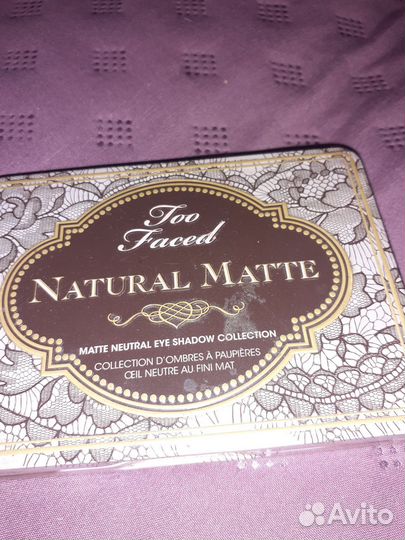 Too
Faced
NATURAL MATTE
MATTE NEUTRAL EYE SHADOW COLLECTION
COLLECTION D'OMBRES À PAUPIÈRES
ŒIL NEUTRE AU FINI MAT
Avito